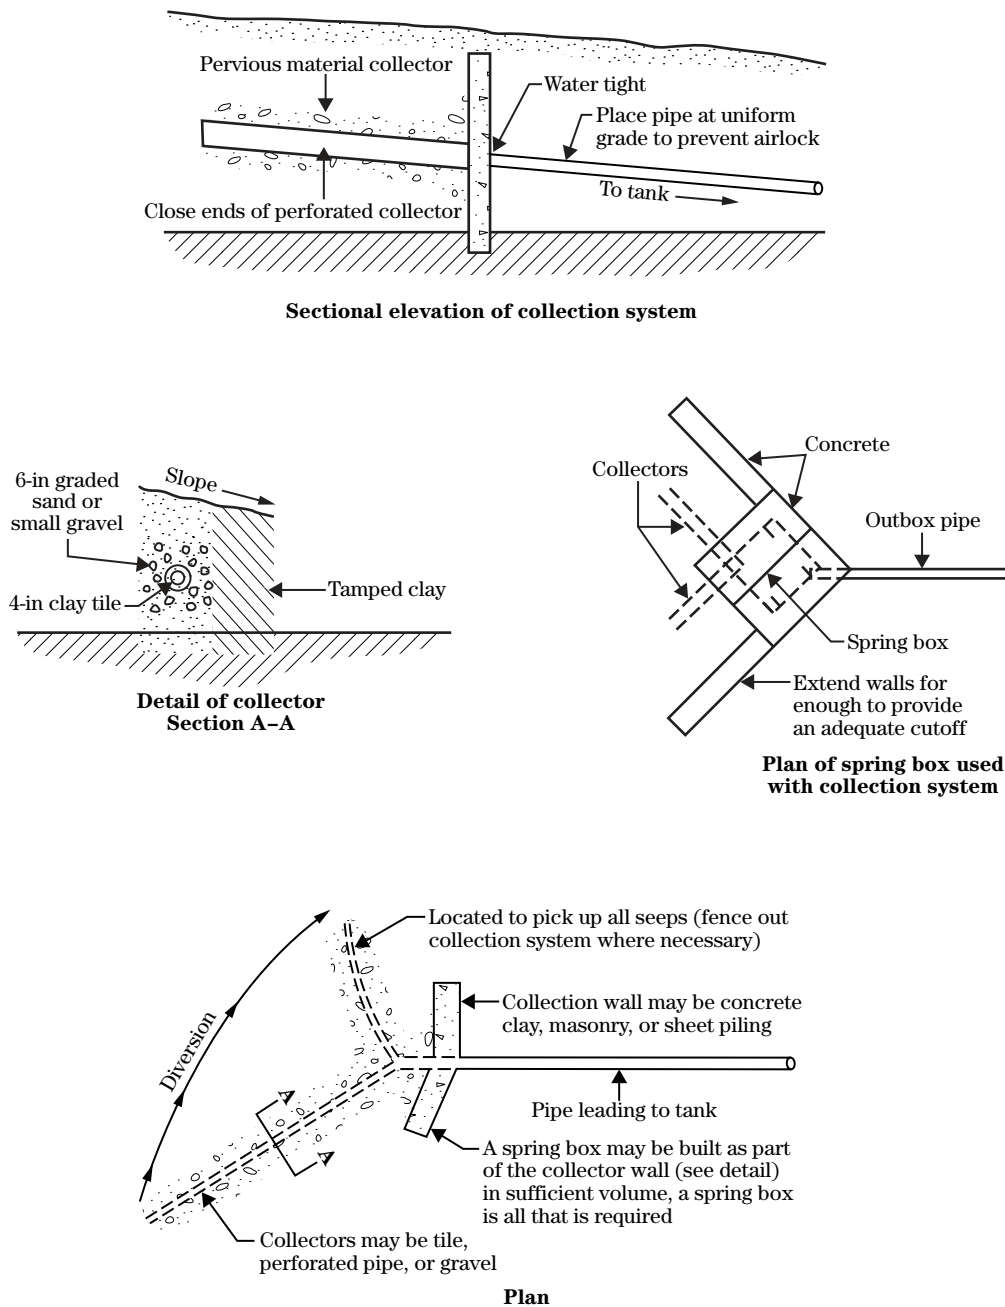 Pervious material collector
Water tight
Place pipe at uniform
grade to prevent airlock
To tank
Close ends of perforated collector
Sectional elevation of collection system
6-in graded
sand or
small gravel
Slope
4-in clay tile
Tamped clay
Detail of collector
Section A–A
Concrete
Collectors
Outbox pipe
Spring box
Extend walls for
enough to provide
an adequate cutoff
Plan of spring box used
with collection system
Located to pick up all seeps (fence out
collection system where necessary)
Collection wall may be concrete
clay, masonry, or sheet piling
Diversion
A
A
Pipe leading to tank
A spring box may be built as part
of the collector wall (see detail)
in sufficient volume, a spring box
is all that is required
Collectors may be tile,
perforated pipe, or gravel
Plan